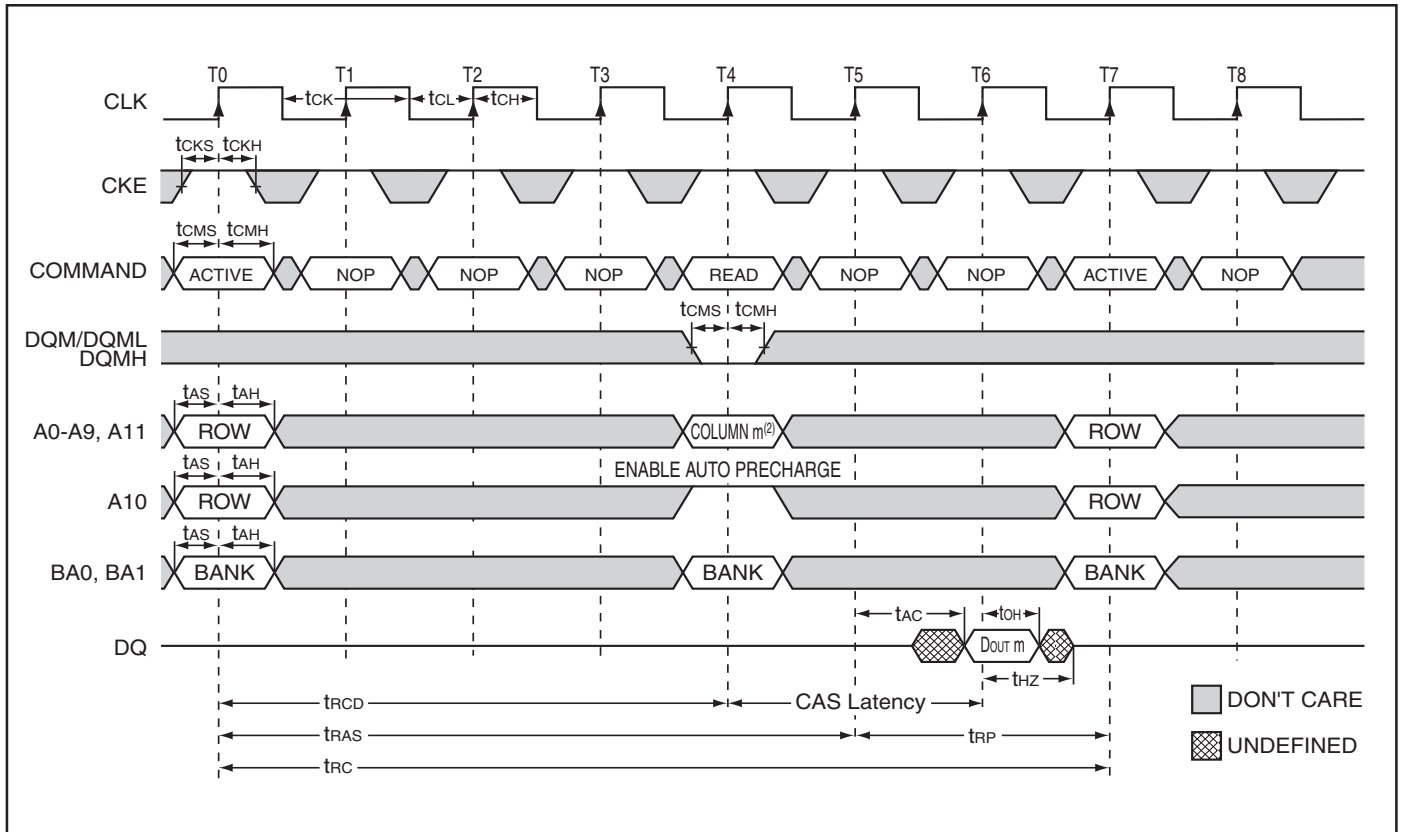 T0 T1 T2 T3 T4 T5 T6 T7 T8
CLK tCK tCL tCH
tCKS tCKH
CKE
tCMS tCMH
COMMAND ACTIVE NOP NOP NOP READ NOP NOP ACTIVE NOP
tCMS tCMH
DQM/DQML
DQMH
tAS tAH
A0-A9, A11 ROW COLUMN m(2) ROW
tAS tAH ENABLE AUTO PRECHARGE
A10 ROW ROW
tAS tAH
BA0, BA1 BANK BANK BANK
tAC tOH
DQ DOUT m
tHZ
tRCD CAS Latency DON'T CARE
tRAS tRP
UNDEFINED
tRC